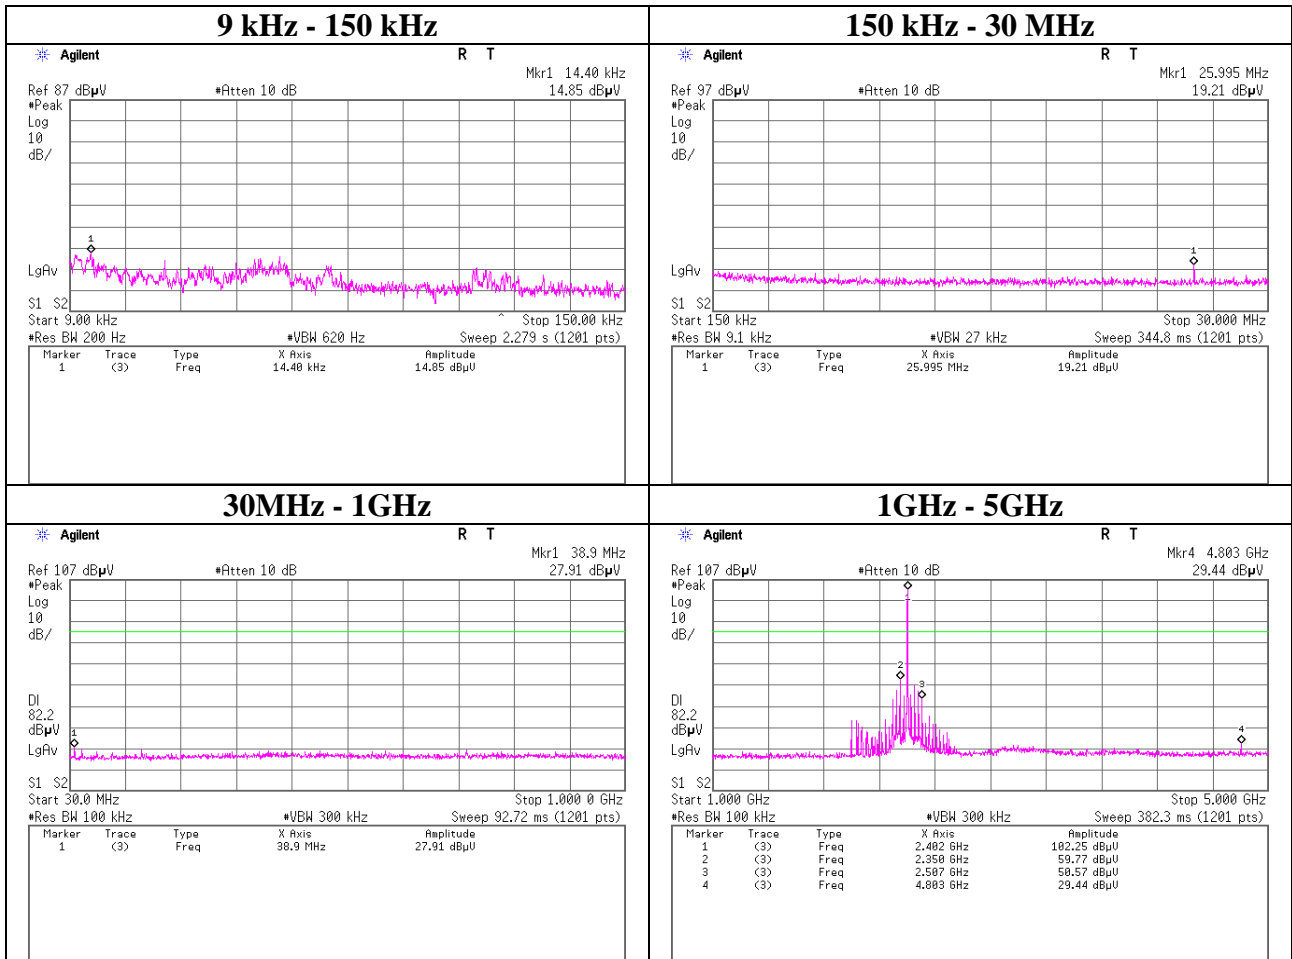 9 kHz - 150 kHz
Agilent R T
Mkr1 14.40 kHz
Ref 87 dBµV #Atten 10 dB 14.85 dBµV
#Peak
Log
10
dB/
1
LgAv
S1 S2
Start 9.00 kHz ^ Stop 150.00 kHz
#Res BW 200 Hz #VBW 620 Hz Sweep 2.279 s (1201 pts)
Marker Trace Type X Axis Amplitude
1 (3) Freq 14.40 kHz 14.85 dBµV
150 kHz - 30 MHz
Agilent R T
Mkr1 25.995 MHz
Ref 97 dBµV #Atten 10 dB 19.21 dBµV
#Peak
Log
10
dB/
1
LgAv
S1 S2
Start 150 kHz Stop 30.000 MHz
#Res BW 9.1 kHz #VBW 27 kHz Sweep 344.8 ms (1201 pts)
Marker Trace Type X Axis Amplitude
1 (3) Freq 25.995 MHz 19.21 dBµV
30MHz - 1GHz
Agilent R T
Mkr1 38.9 MHz
Ref 107 dBµV #Atten 10 dB 27.91 dBµV
#Peak
Log
10
dB/
DI
82.2
dBµV
1
LgAv
S1 S2
Start 30.0 MHz Stop 1.000 0 GHz
#Res BW 100 kHz #VBW 300 kHz Sweep 92.72 ms (1201 pts)
Marker Trace Type X Axis Amplitude
1 (3) Freq 38.9 MHz 27.91 dBµV
1GHz - 5GHz
Agilent R T
Mkr4 4.803 GHz
Ref 107 dBµV #Atten 10 dB 29.44 dBµV
#Peak
Log
10
dB/
1
2
3
DI
82.2
dBµV
4
LgAv
S1 S2
Start 1.000 GHz Stop 5.000 GHz
#Res BW 100 kHz #VBW 300 kHz Sweep 382.3 ms (1201 pts)
Marker Trace Type X Axis Amplitude
1 (3) Freq 2.402 GHz 102.25 dBµV
2 (3) Freq 2.350 GHz 59.77 dBµV
3 (3) Freq 2.507 GHz 50.57 dBµV
4 (3) Freq 4.803 GHz 29.44 dBµV